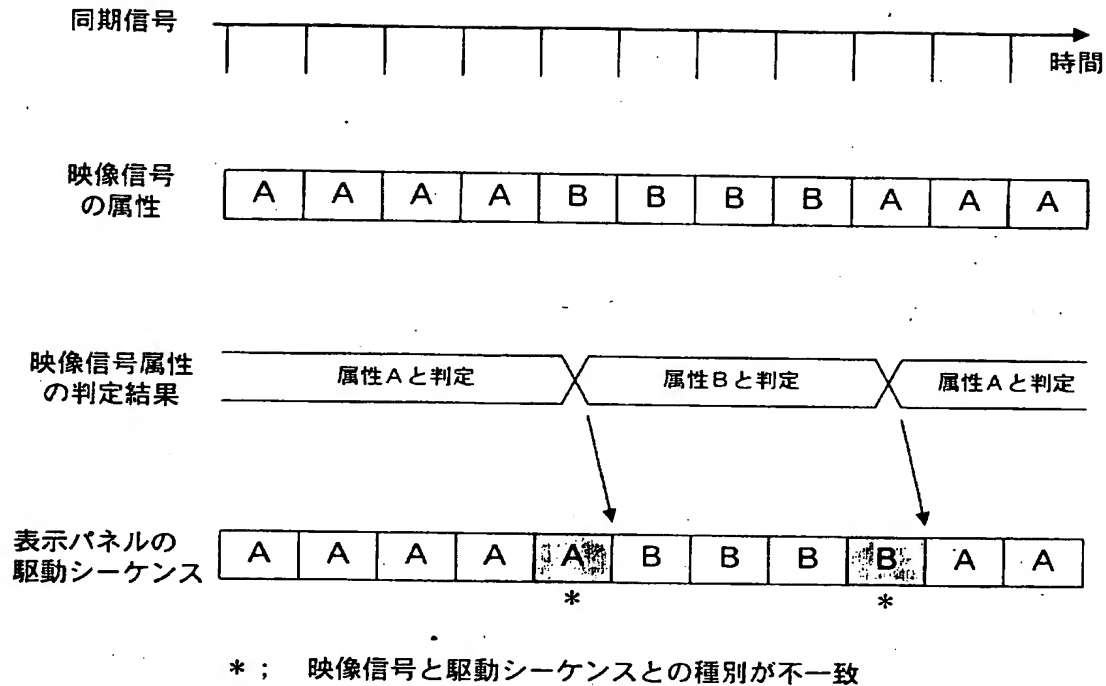 同期信号
時間
映像信号
の属性
A A A A B B B B A A A
映像信号属性
の判定結果
属性Aと判定 属性Bと判定 属性Aと判定
表示パネルの
駆動シーケンス
A A A A A B B B B A A
* *
* ; 映像信号と駆動シーケンスとの種別が不一致